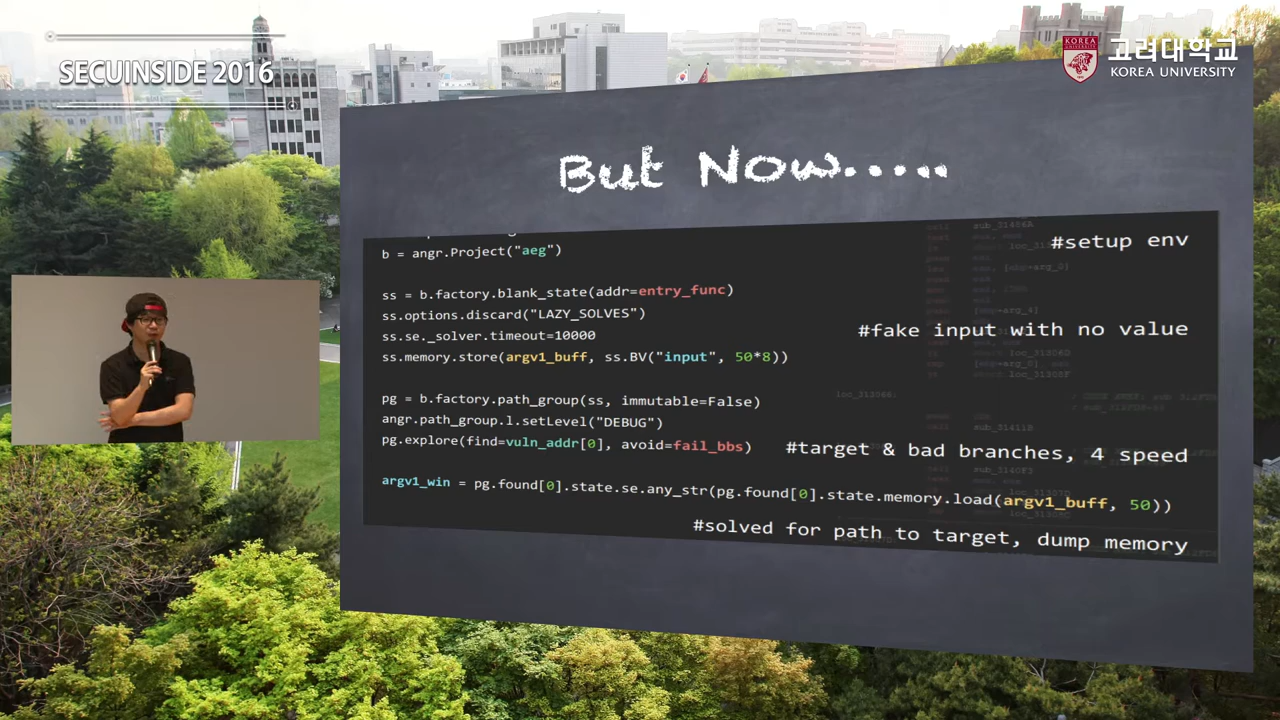 SECUINSIDE 2016
KOREA
UNIVERSITY
고려대학교
KOREA UNIVERSITY
But Now.....
b = angr.Project("aeg")
#setup env
ss = b.factory.blank_state(addr=entry_func)
ss.options.discard("LAZY_SOLVES")
ss.se._solver.timeout=10000
#fake input with no value
ss.memory.store(argv1_buff, ss.BV("input", 50*8))
pg = b.factory.path_group(ss, immutable=False)
angr.path_group.l.setLevel("DEBUG")
pg.explore(find=vuln_addr[0], avoid=fail_bbs)
#target & bad branches, 4 speed
argv1_win = pg.found[0].state.se.any_str(pg.found[0].state.memory.load(argv1_buff, 50))
#solved for path to target, dump memory